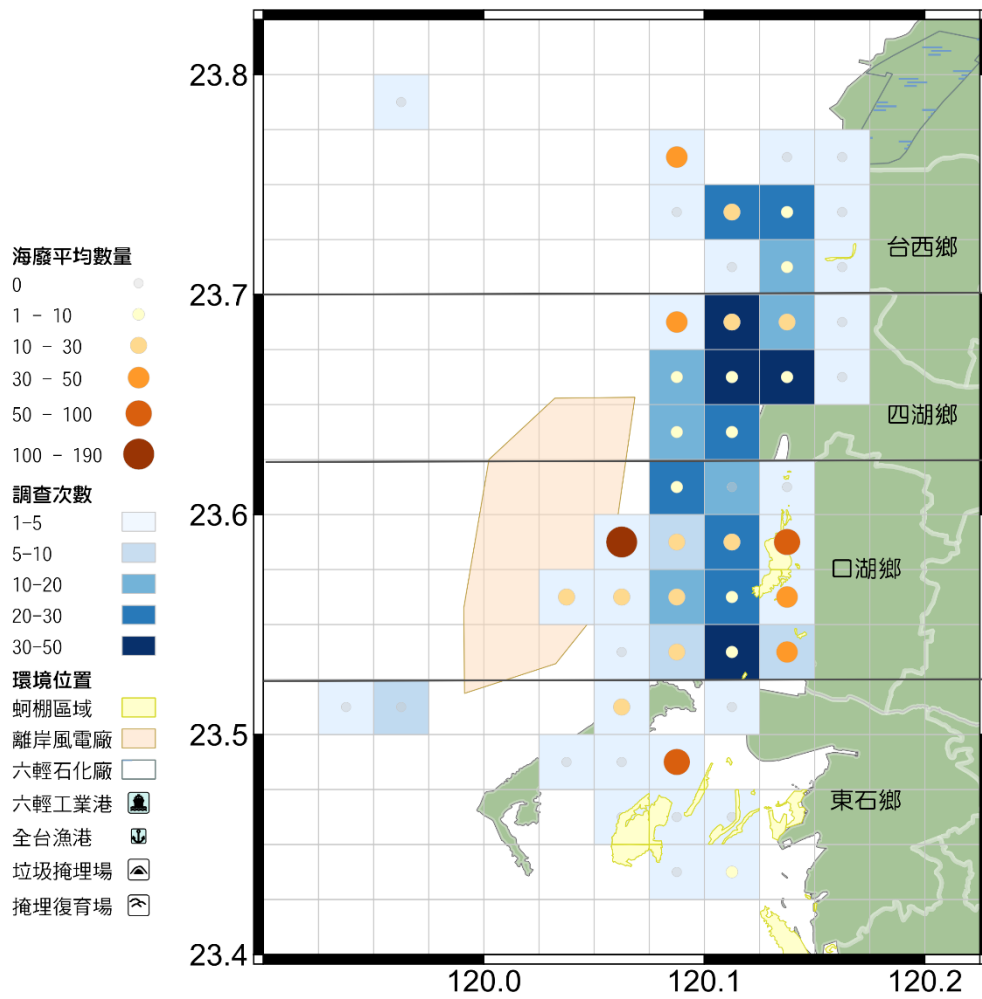 海廢平均數量
0
1 - 10
10 - 30
30 - 50
50 - 100
100 - 190
調查次數
1-5
5-10
10-20
20-30
30-50
環境位置
蚵棚區域
離岸風電廠
六輕石化廠
六輕工業港
全台漁港
垃圾掩埋場
掩埋復育場
23.8
23.7
23.6
23.5
23.4
120.0
120.1
120.2
台西鄉
四湖鄉
口湖鄉
東石鄉